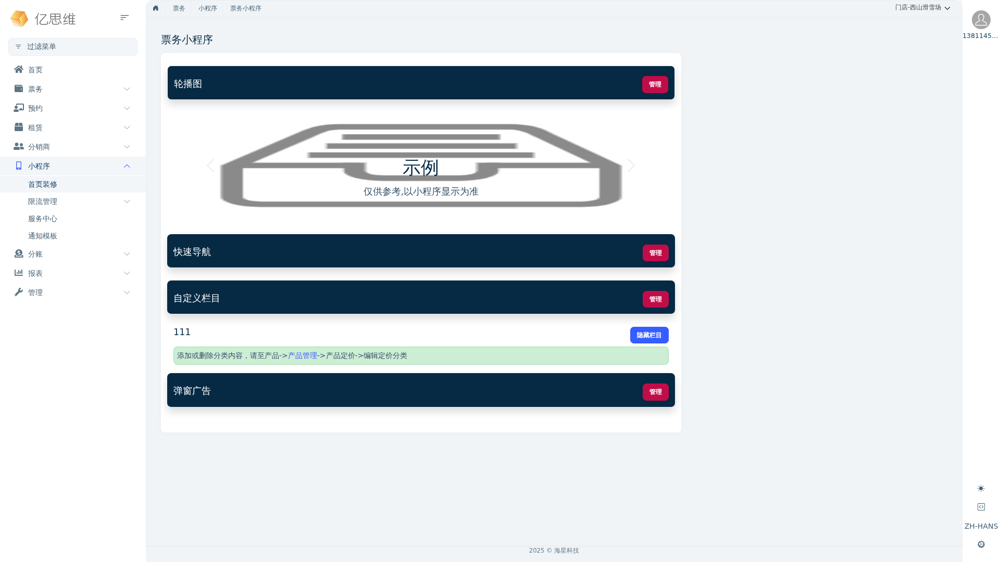 亿思维
过滤菜单
首页
票务
预约
租赁
分销商
小程序
首页装修
限流管理
服务中心
通知模板
分账
报表
管理
票务
小程序
票务小程序
门店-西山滑雪场
1381145...
票务小程序
轮播图
管理
示例
仅供参考,以小程序显示为准
快速导航
管理
自定义栏目
管理
111
隐藏栏目
添加或删除分类内容，请至产品->产品管理->产品定价->编辑定价分类
弹窗广告
管理
ZH-HANS
2025 © 海星科技